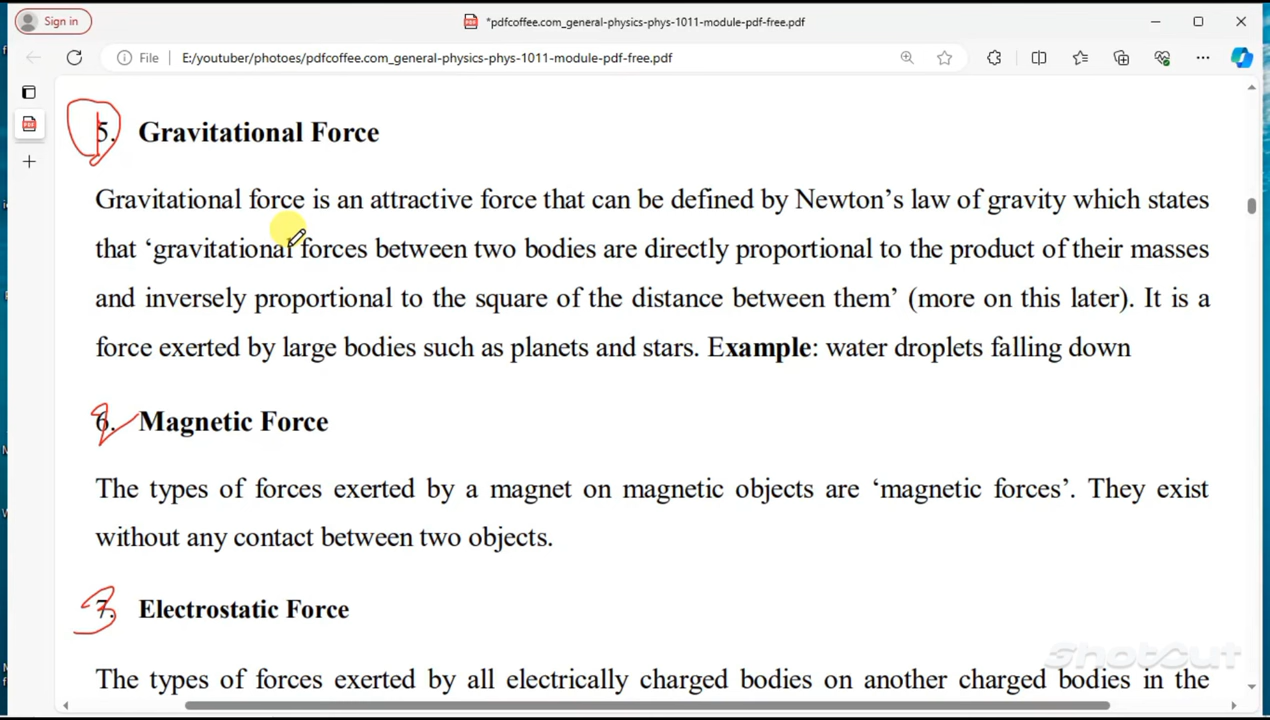 Sign in
*pdfcoffee.com_general-physics-phys-1011-module-pdf-free.pdf
File E:/youtuber/photoes/pdfcoffee.com_general-physics-phys-1011-module-pdf-free.pdf
1
5. Gravitational Force
Gravitational force is an attractive force that can be defined by Newton’s law of gravity which states
that ‘gravitational forces between two bodies are directly proportional to the product of their masses
and inversely proportional to the square of the distance between them’ (more on this later). It is a
force exerted by large bodies such as planets and stars. Example: water droplets falling down
2
6. Magnetic Force
The types of forces exerted by a magnet on magnetic objects are ‘magnetic forces’. They exist
without any contact between two objects.
3
7. Electrostatic Force
The types of forces exerted by all electrically charged bodies on another charged bodies in the
Shotcut